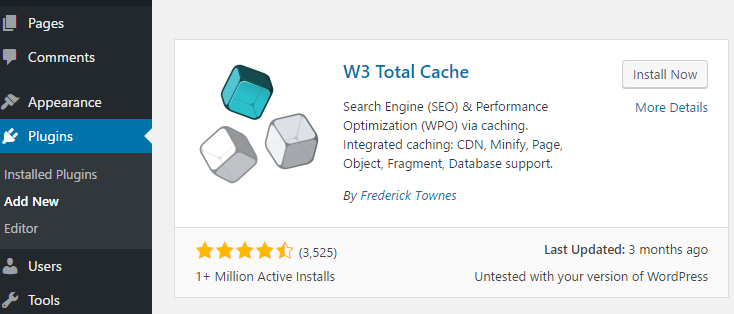 Pages
Comments
Appearance
Plugins
Installed Plugins
Add New
Editor
Users
Tools
W3 Total Cache
Install Now
More Details
Search Engine (SEO) & Performance
Optimization (WPO) via caching.
Integrated caching: CDN, Minify, Page,
Object, Fragment, Database support.
By Frederick Townes
(3,525)
Last Updated: 3 months ago
1+ Million Active Installs
Untested with your version of WordPress